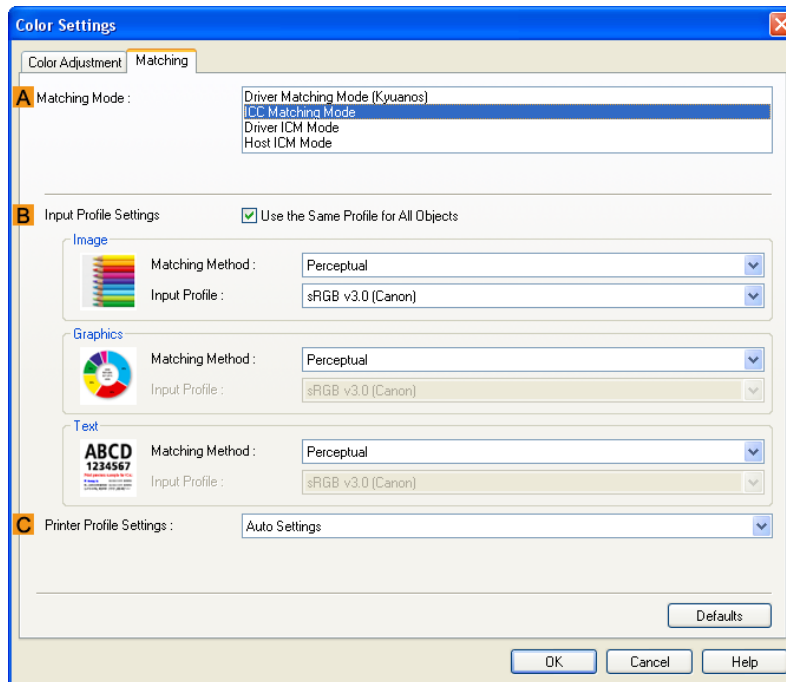 Color Settings
Color Adjustment Matching
A Matching Mode :
Driver Matching Mode (Kyuanos)
ICC Matching Mode
Driver ICM Mode
Host ICM Mode
B Input Profile Settings Use the Same Profile for All Objects
Image
Matching Method : Perceptual
Input Profile : sRGB v3.0 (Canon)
Graphics
Matching Method : Perceptual
Input Profile : sRGB v3.0 (Canon)
Text
ABCD
1234567
Matching Method : Perceptual
Input Profile : sRGB v3.0 (Canon)
C Printer Profile Settings : Auto Settings
Defaults
OK Cancel Help